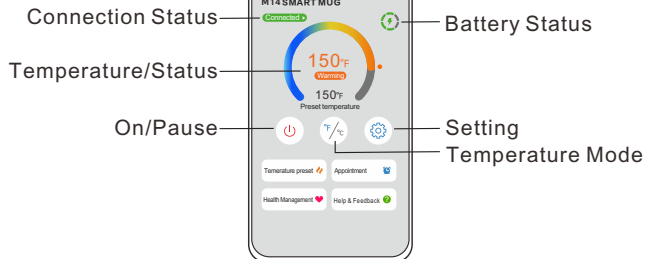 M14 SMART MUG
Connection Status
Connected
Battery Status
Temperature/Status
150°F
Warming
150°F
Preset temperature
On/Pause
°F/°C
Setting
Temperature Mode
Temerature preset
Appointment
Health Management
Help & Feedback
?